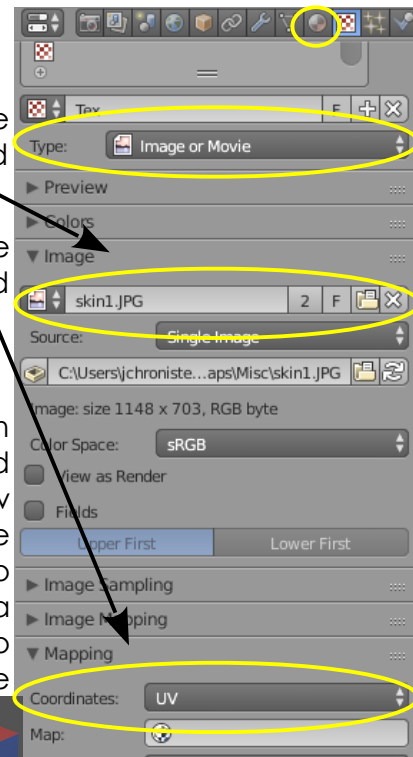 Tex
F
e
Type: Image or Movie
d
Preview
Colors
e
Image
d
skin1.JPG 2 F
Source: Single Image
C:\Users\jchroniste...aps\Misc\skin1.JPG
Image: size 1148 x 703, RGB byte
n
Color Space: sRGB
d
View as Render
y
Fields
e
Upper First Lower First
o
Image Sampling
a
Image Mapping
o
Mapping
e
Coordinates: UV
Map: